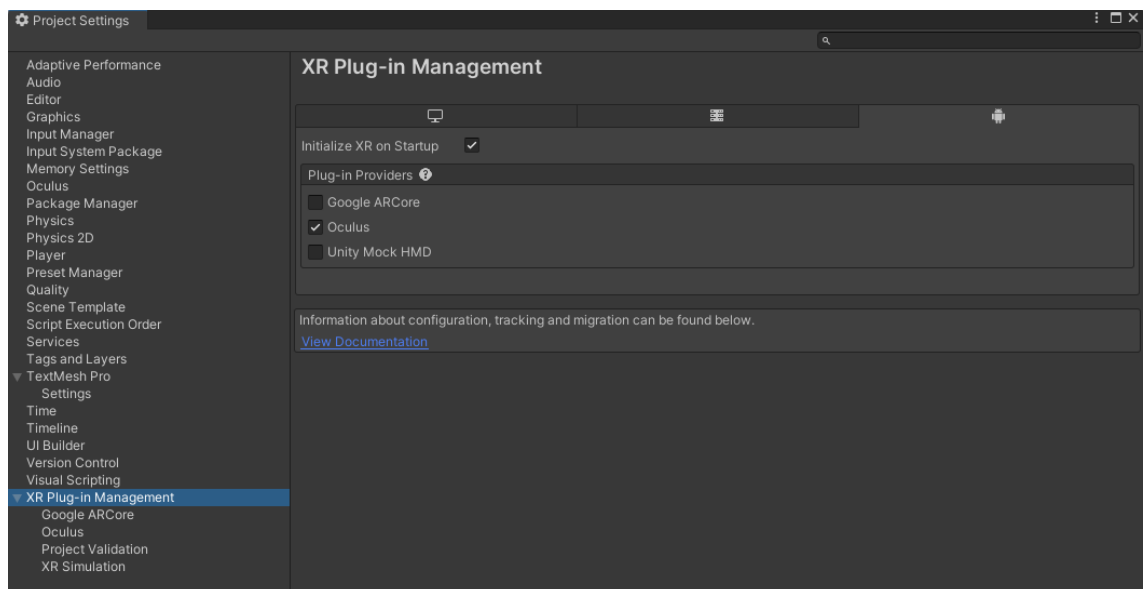 Project Settings
Adaptive Performance
Audio
Editor
Graphics
Input Manager
Input System Package
Memory Settings
Oculus
Package Manager
Physics
Physics 2D
Player
Preset Manager
Quality
Scene Template
Script Execution Order
Services
Tags and Layers
TextMesh Pro
Settings
Time
Timeline
UI Builder
Version Control
Visual Scripting
XR Plug-in Management
Google ARCore
Oculus
Project Validation
XR Simulation
XR Plug-in Management
Initialize XR on Startup
Plug-in Providers
Google ARCore
Oculus
Unity Mock HMD
Information about configuration, tracking and migration can be found below.
View Documentation